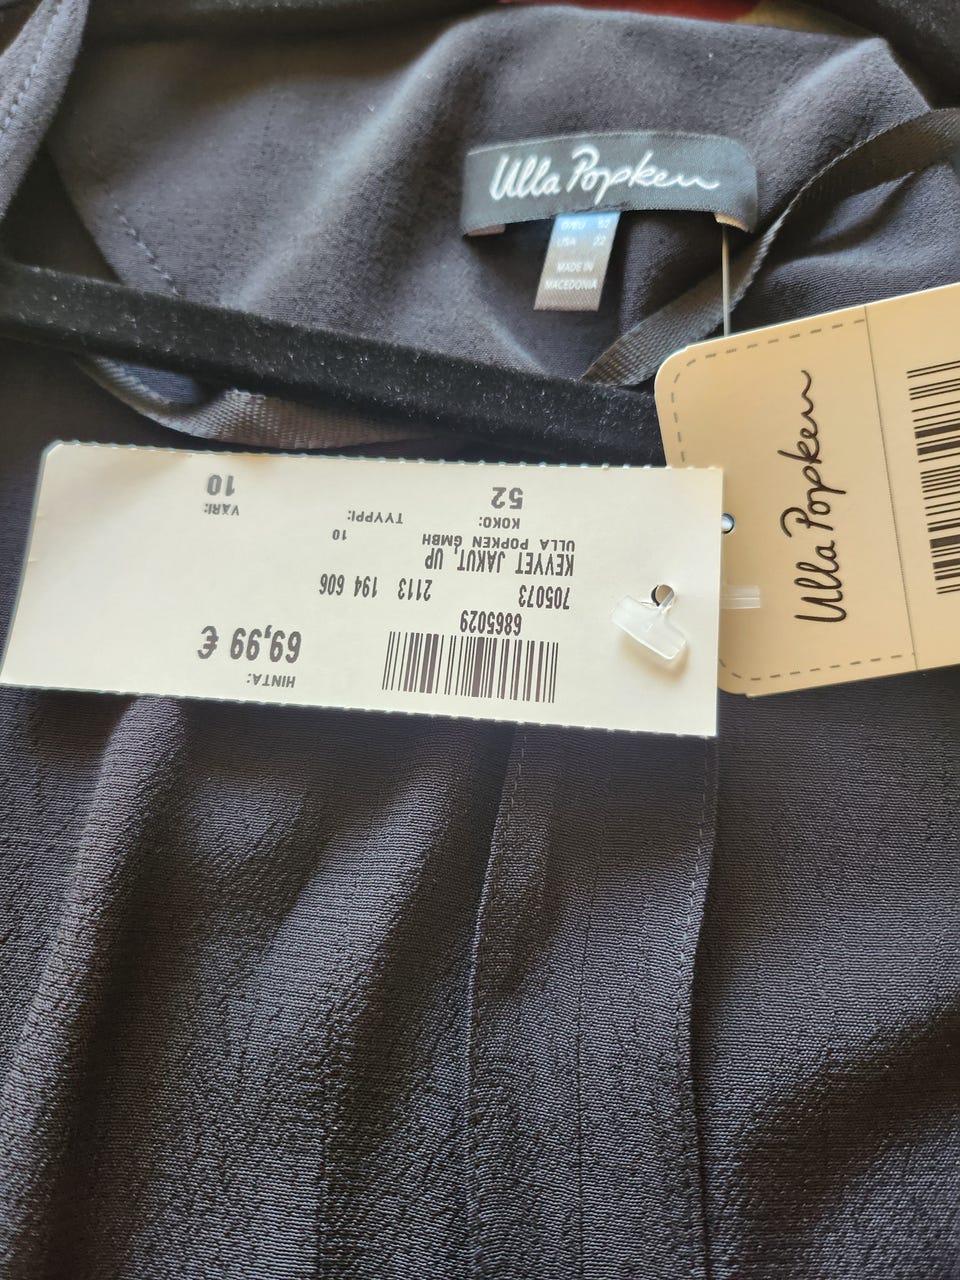 Ulla Popken
D/EU 52
USA 22
MADE IN
MACEDONIA
Ulla Popken
HINTA:
69,99 €
6865029
705073 2113 194 606
KEVYET JAKUT, UP
ULLA POPKEN GMBH 10
KOKO: TYYPPI: VÄRI:
52 10